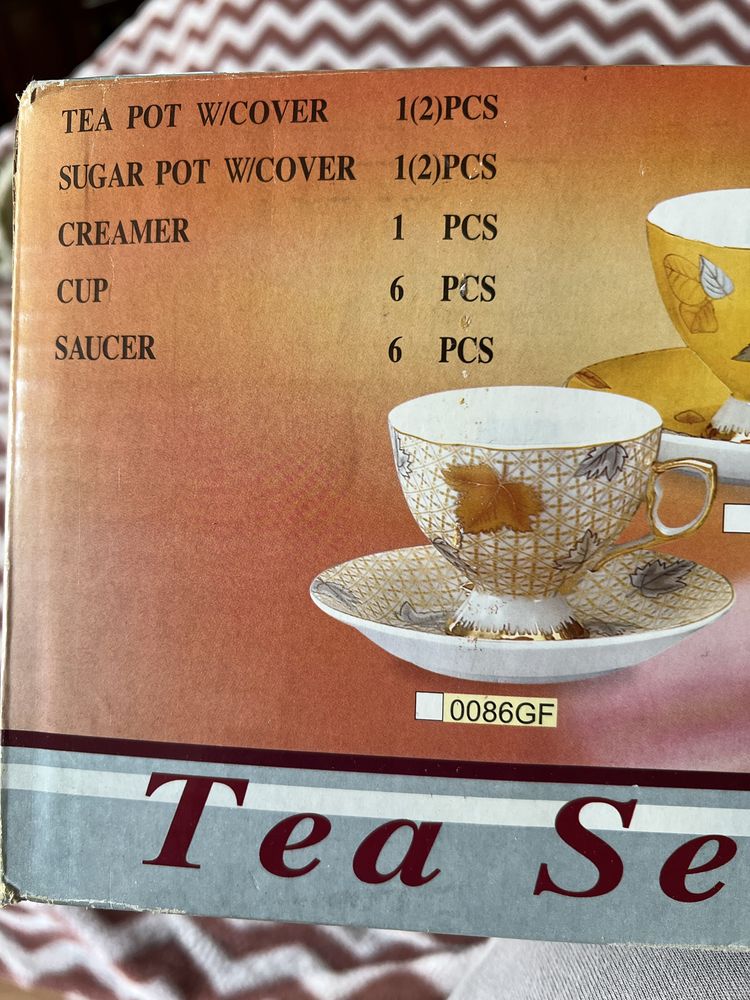 TEA POT W/COVER 1(2)PCS
SUGAR POT W/COVER 1(2)PCS
CREAMER 1 PCS
CUP 6 PCS
SAUCER 6 PCS
0086GF
Tea Se